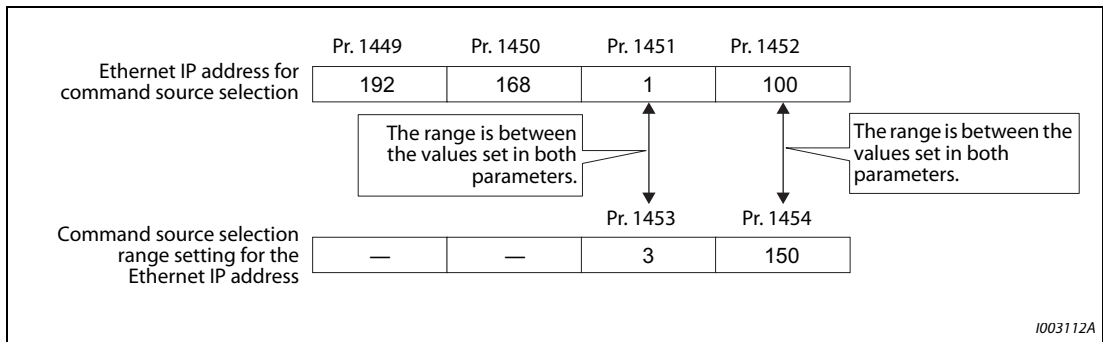 Pr. 1449 Pr. 1450 Pr. 1451 Pr. 1452
Ethernet IP address for
command source selection
192 168 1 100
The range is between
the values set in both
parameters.
The range is between the
values set in both
parameters.
Pr. 1453 Pr. 1454
Command source selection
range setting for the
Ethernet IP address
— — 3 150
I003112A